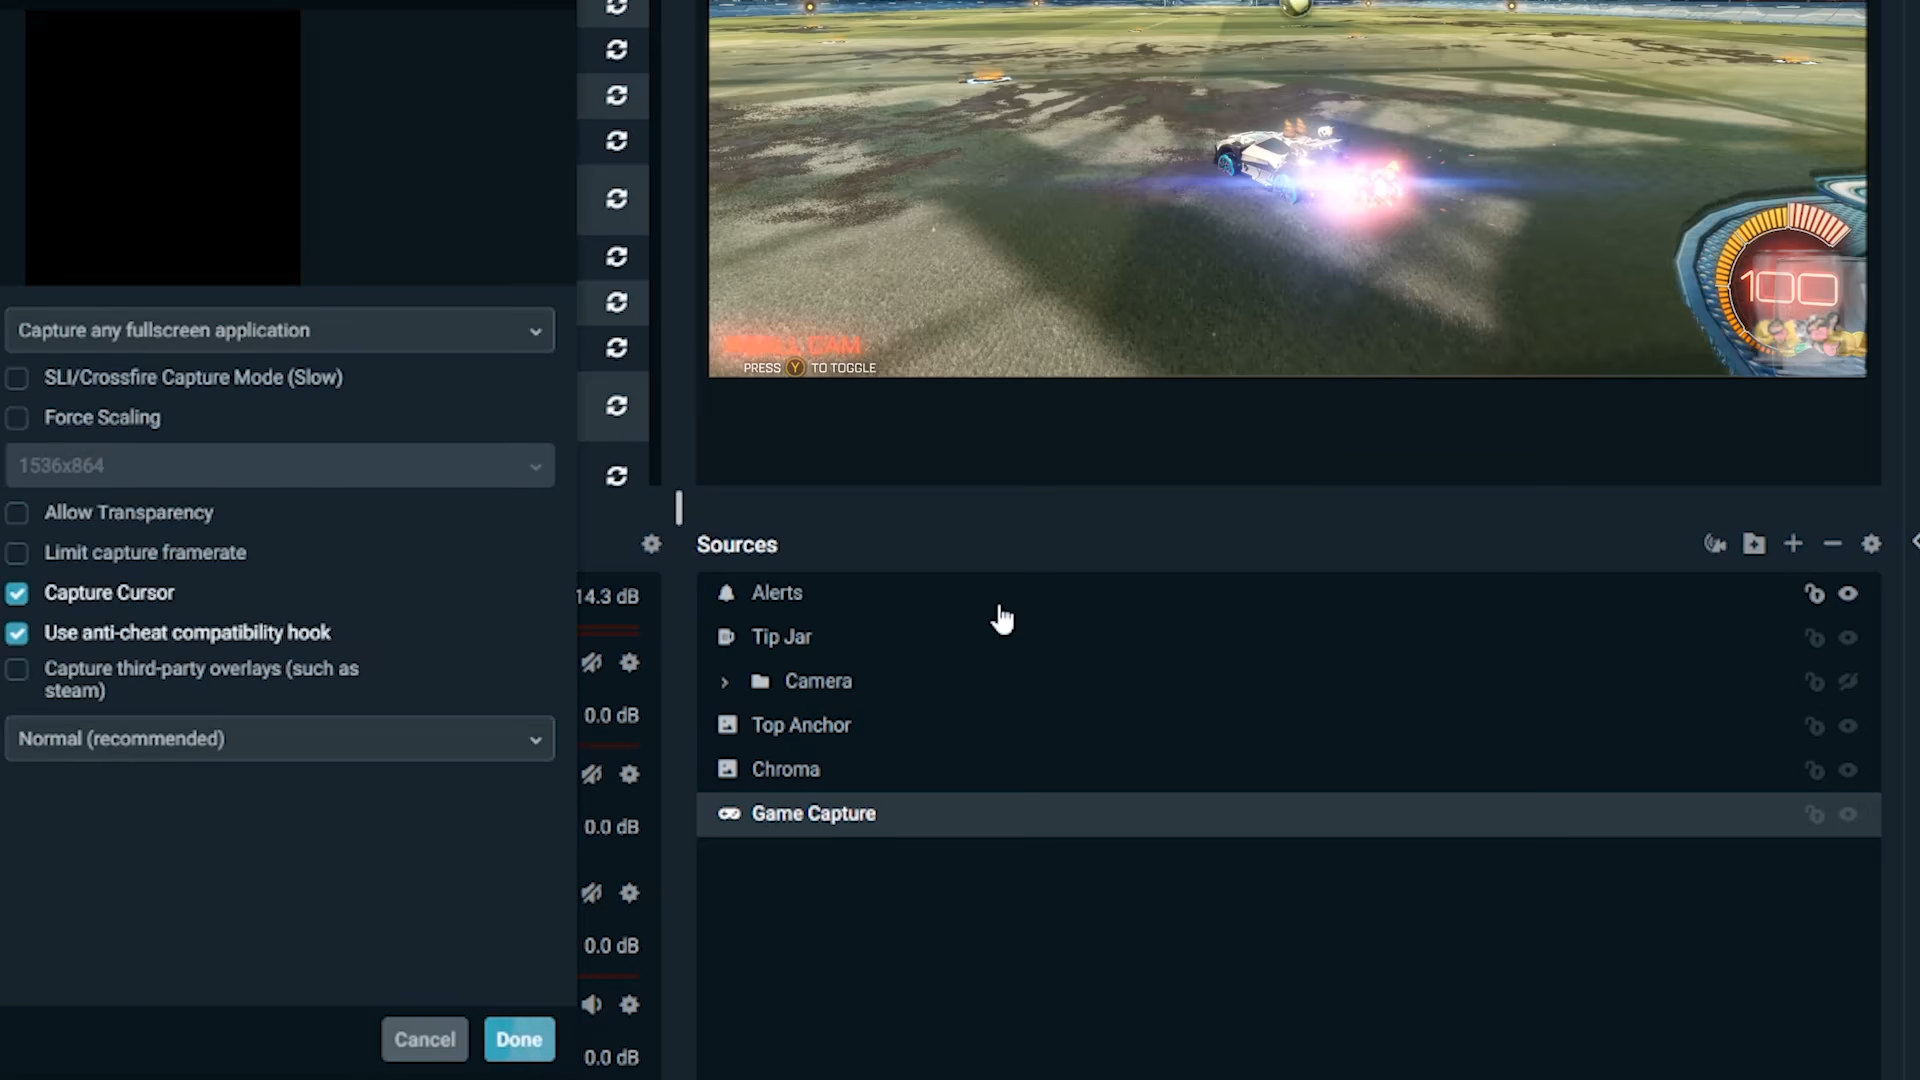 Capture any fullscreen application
SLI/Crossfire Capture Mode (Slow)
Force Scaling
1536x864
Allow Transparency
Limit capture framerate
Capture Cursor
Use anti-cheat compatibility hook
Capture third-party overlays (such as
steam)
Normal (recommended)
Cancel
Done
14.3 dB
0.0 dB
0.0 dB
0.0 dB
0.0 dB
100
CAM
PRESS Y TO TOGGLE
Sources
Alerts
Tip Jar
Camera
Top Anchor
Chroma
Game Capture